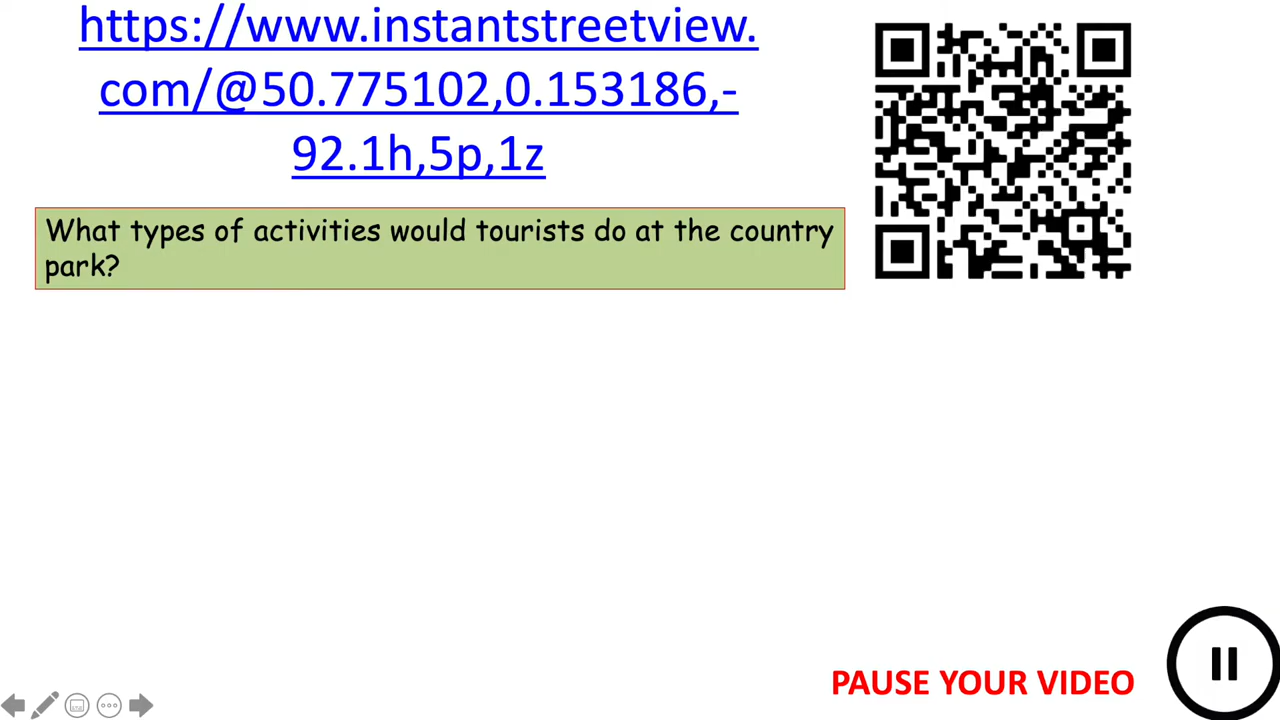 https://www.instantstreetview.
com/@50.775102,0.153186,-
92.1h,5p,1z
What types of activities would tourists do at the country
park?
PAUSE YOUR VIDEO